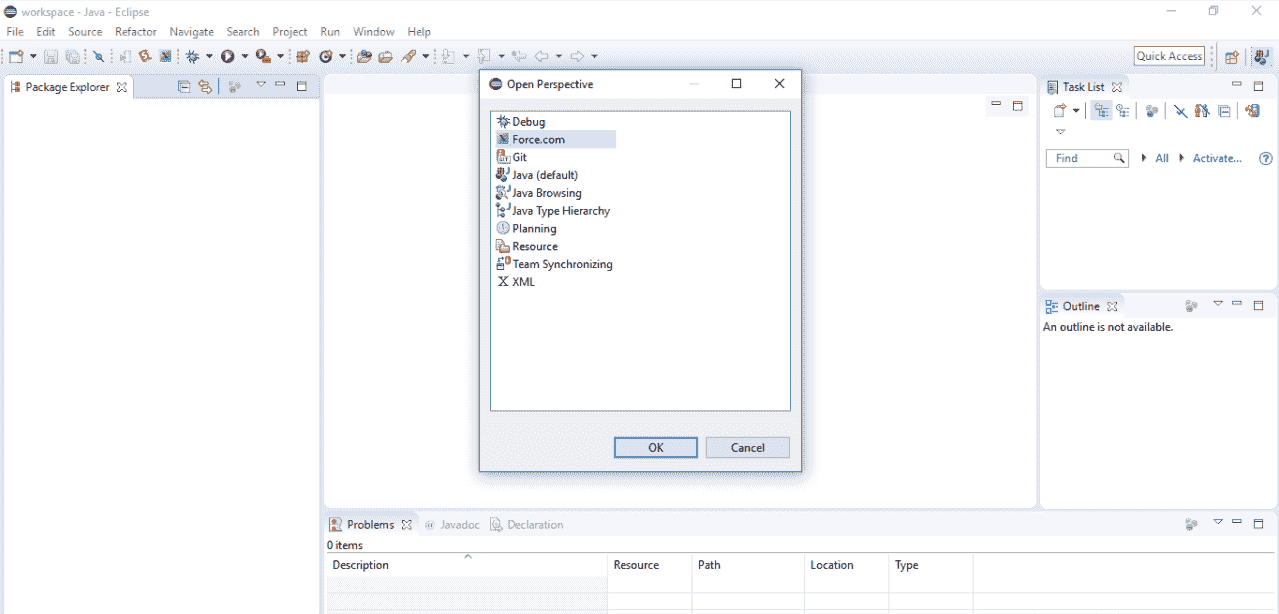 workspace - Java - Eclipse
File Edit Source Refactor Navigate Search Project Run Window Help
Quick Access
Package Explorer
Open Perspective
Debug
Force.com
Git
Java (default)
Java Browsing
Java Type Hierarchy
Planning
Resource
Team Synchronizing
XML
OK Cancel
Task List
Find All Activate...
Outline
An outline is not available.
Problems @ Javadoc Declaration
0 items
Description Resource Path Location Type